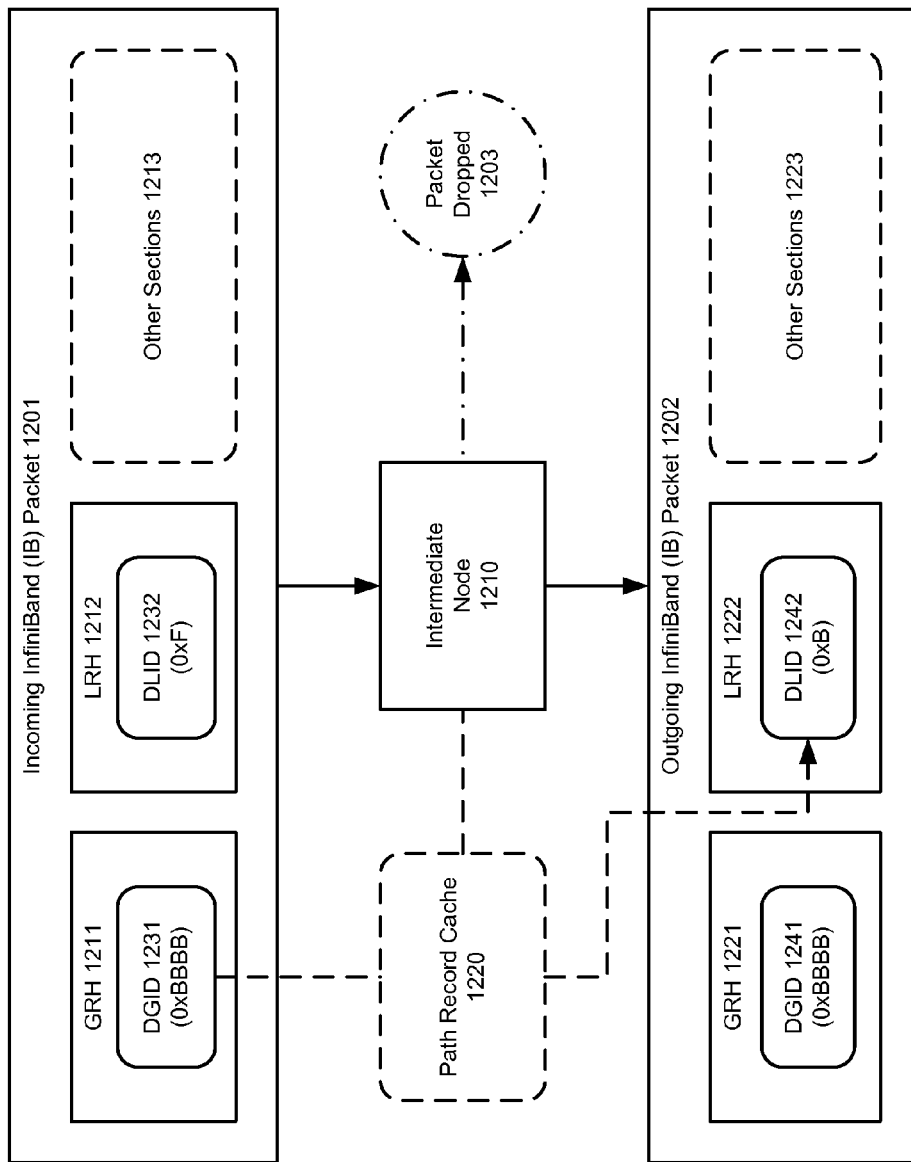 Incoming InfiniBand (IB) Packet 1201
GRH 1211
DGID 1231
(0xBBBB)
LRH 1212
DLID 1232
(0xF)
Other Sections 1213
Path Record Cache
1220
Intermediate
Node
1210
Packet
Dropped
1203
Outgoing InfiniBand (IB) Packet 1202
GRH 1221
DGID 1241
(0xBBBB)
LRH 1222
DLID 1242
(0xB)
Other Sections 1223